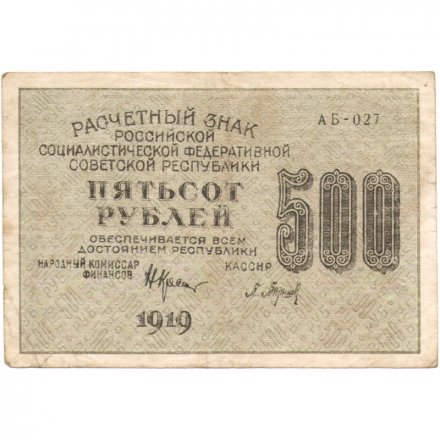 РАСЧЕТНЫЙ ЗНАК
РОССИЙСКОЙ
СОЦИАЛИСТИЧЕСКОЙ ФЕДЕРАТИВНОЙ
СОВЕТСКОЙ РЕСПУБЛИКИ
АБ-027
ПЯТЬСОТ
РУБЛЕЙ
500
ОБЕСПЕЧИВАЕТСЯ ВСЕМ
ДОСТОЯНИЕМ РЕСПУБЛИКИ
НАРОДНЫЙ КОМИССАР
ФИНАНСОВ
КАССИР
1919